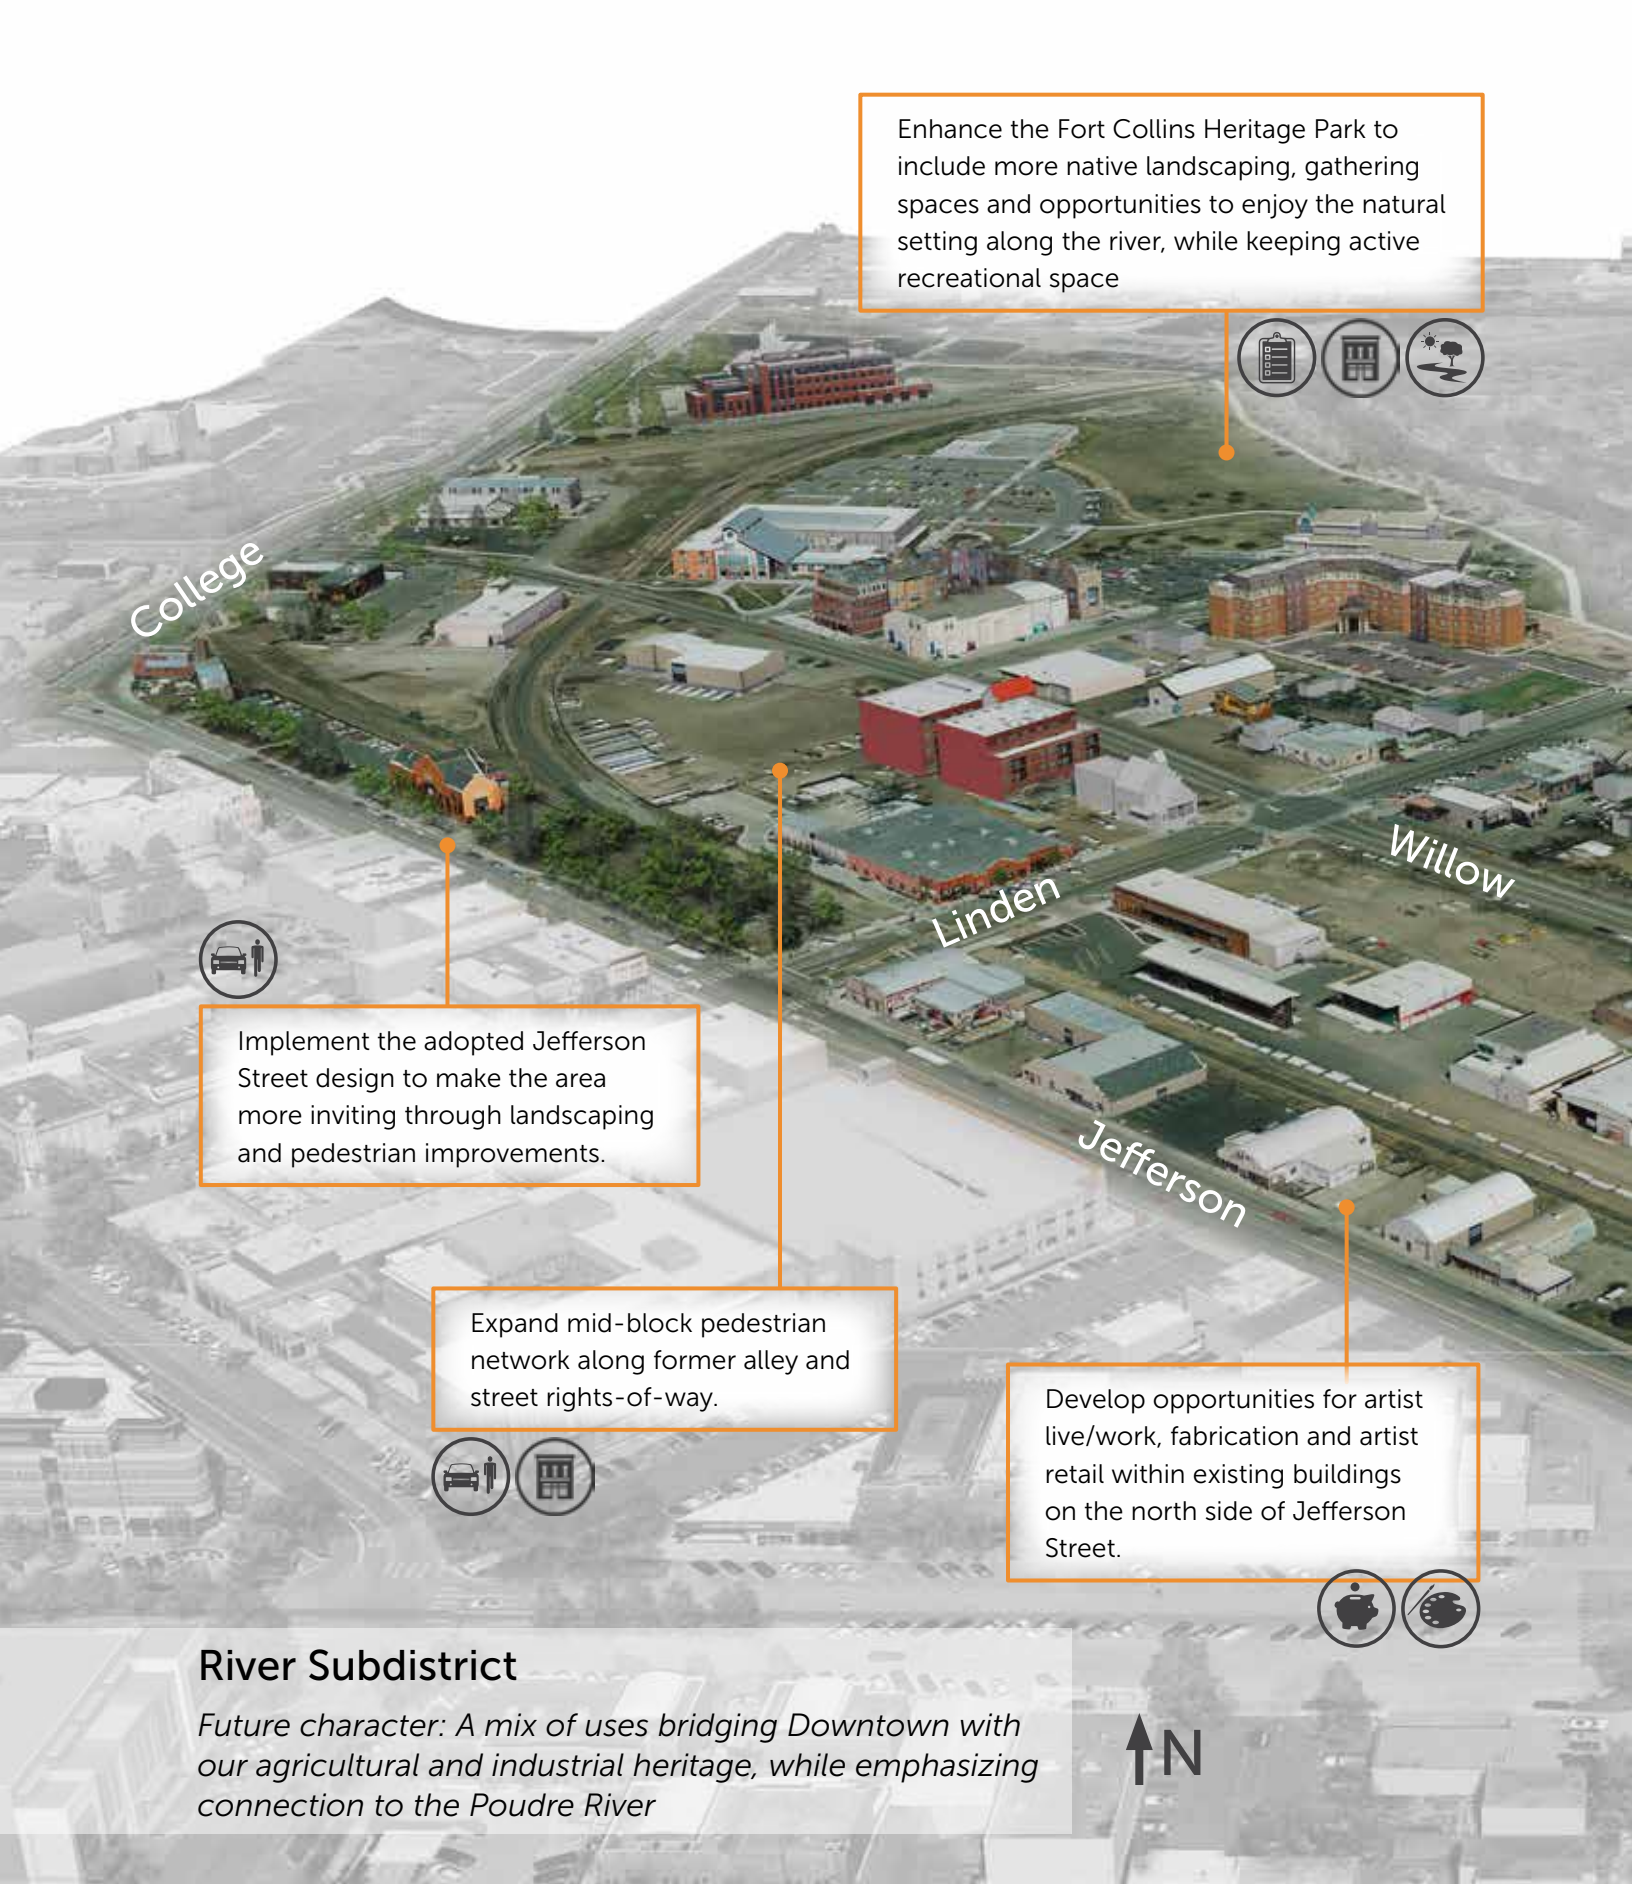 Enhance the Fort Collins Heritage Park to
include more native landscaping, gathering
spaces and opportunities to enjoy the natural
setting along the river, while keeping active
recreational space
College
Willow
Linden
Implement the adopted Jefferson
Street design to make the area
more inviting through landscaping
and pedestrian improvements.
Jefferson
Expand mid-block pedestrian
network along former alley and
street rights-of-way.
Develop opportunities for artist
live/work, fabrication and artist
retail within existing buildings
on the north side of Jefferson
Street.
River Subdistrict
Future character: A mix of uses bridging Downtown with
our agricultural and industrial heritage, while emphasizing
connection to the Poudre River
N